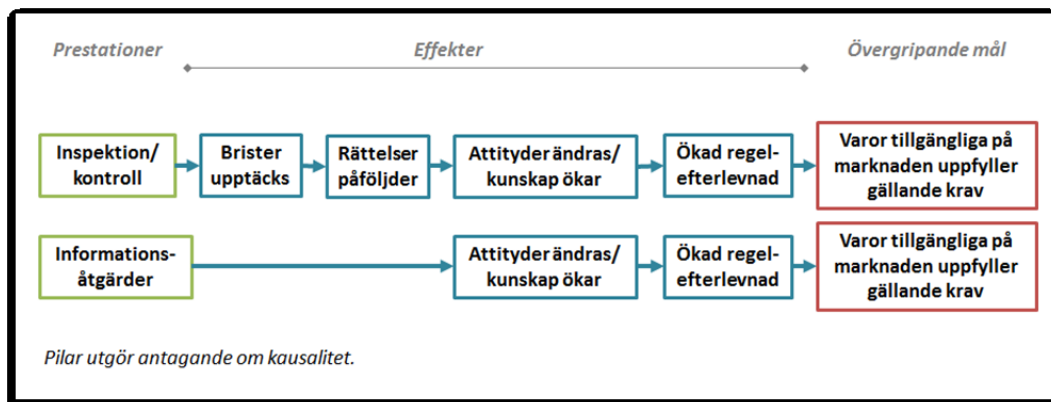 Prestationer
Effekter
Övergripande mål
Inspektion/
kontroll
Brister
upptäcks
Rättelser
påföljder
Attityder ändras/
kunskap ökar
Ökad regel-
efterlevnad
Varor tillgängliga på
marknaden uppfyller
gällande krav
Informations-
åtgärder
Attityder ändras/
kunskap ökar
Ökad regel-
efterlevnad
Varor tillgängliga på
marknaden uppfyller
gällande krav
Pilar utgör antagande om kausalitet.